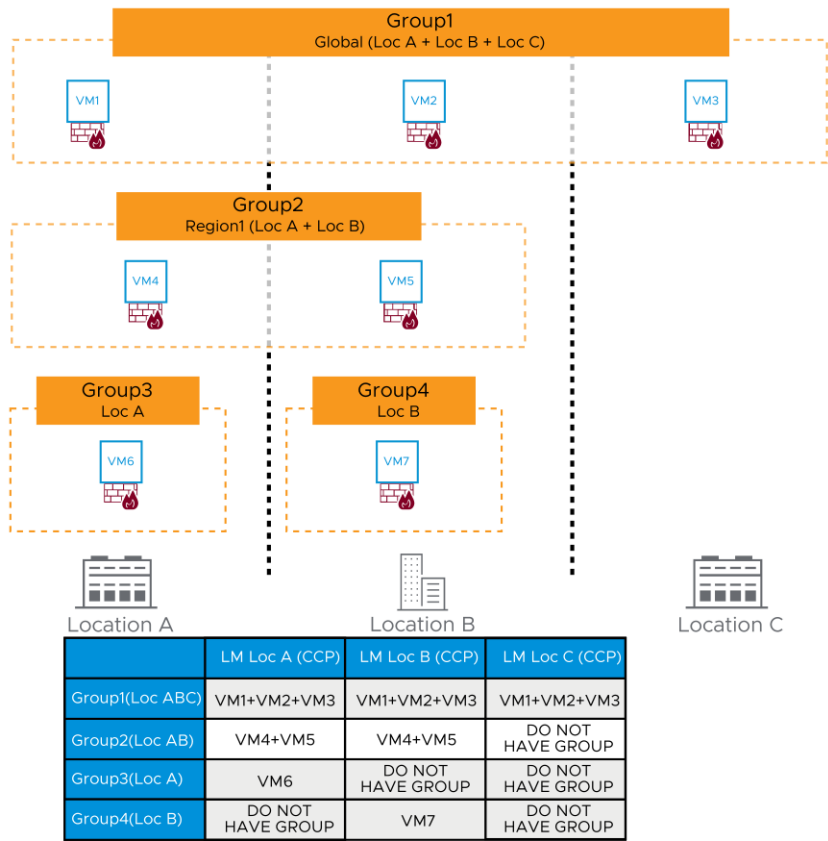 Group1
Global (Loc A + Loc B + Loc C)
VM1
VM2
VM3
Group2
Region1 (Loc A + Loc B)
VM4
VM5
Group3
Loc A
Group4
Loc B
VM6
VM7
Location A
Location B
Location C
LM Loc A (CCP) LM Loc B (CCP) LM Loc C (CCP)
Group1(Loc ABC) VM1+VM2+VM3 VM1+VM2+VM3 VM1+VM2+VM3
Group2(Loc AB) VM4+VM5 VM4+VM5 DO NOT
HAVE GROUP
Group3(Loc A) VM6 DO NOT
HAVE GROUP
DO NOT
HAVE GROUP
Group4(Loc B) DO NOT
HAVE GROUP
VM7
DO NOT
HAVE GROUP